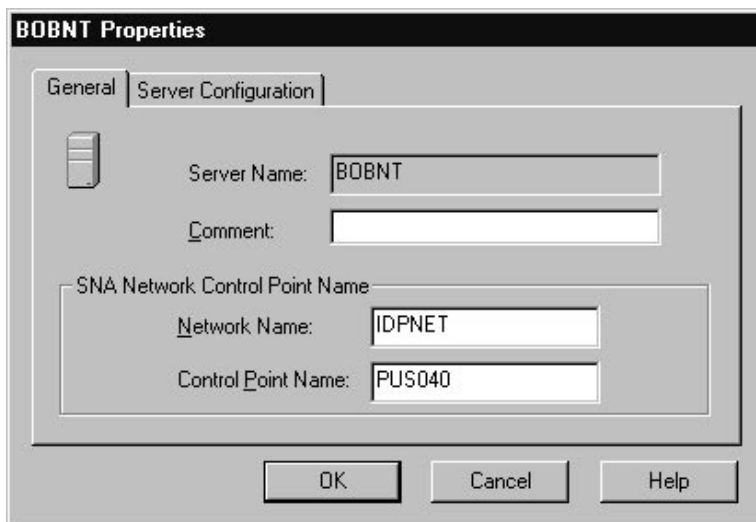 BOBNT Properties
General Server Configuration
Server Name: BOBNT
Comment:
SNA Network Control Point Name
Network Name: IDPNET
Control Point Name: PUS040
OK Cancel Help